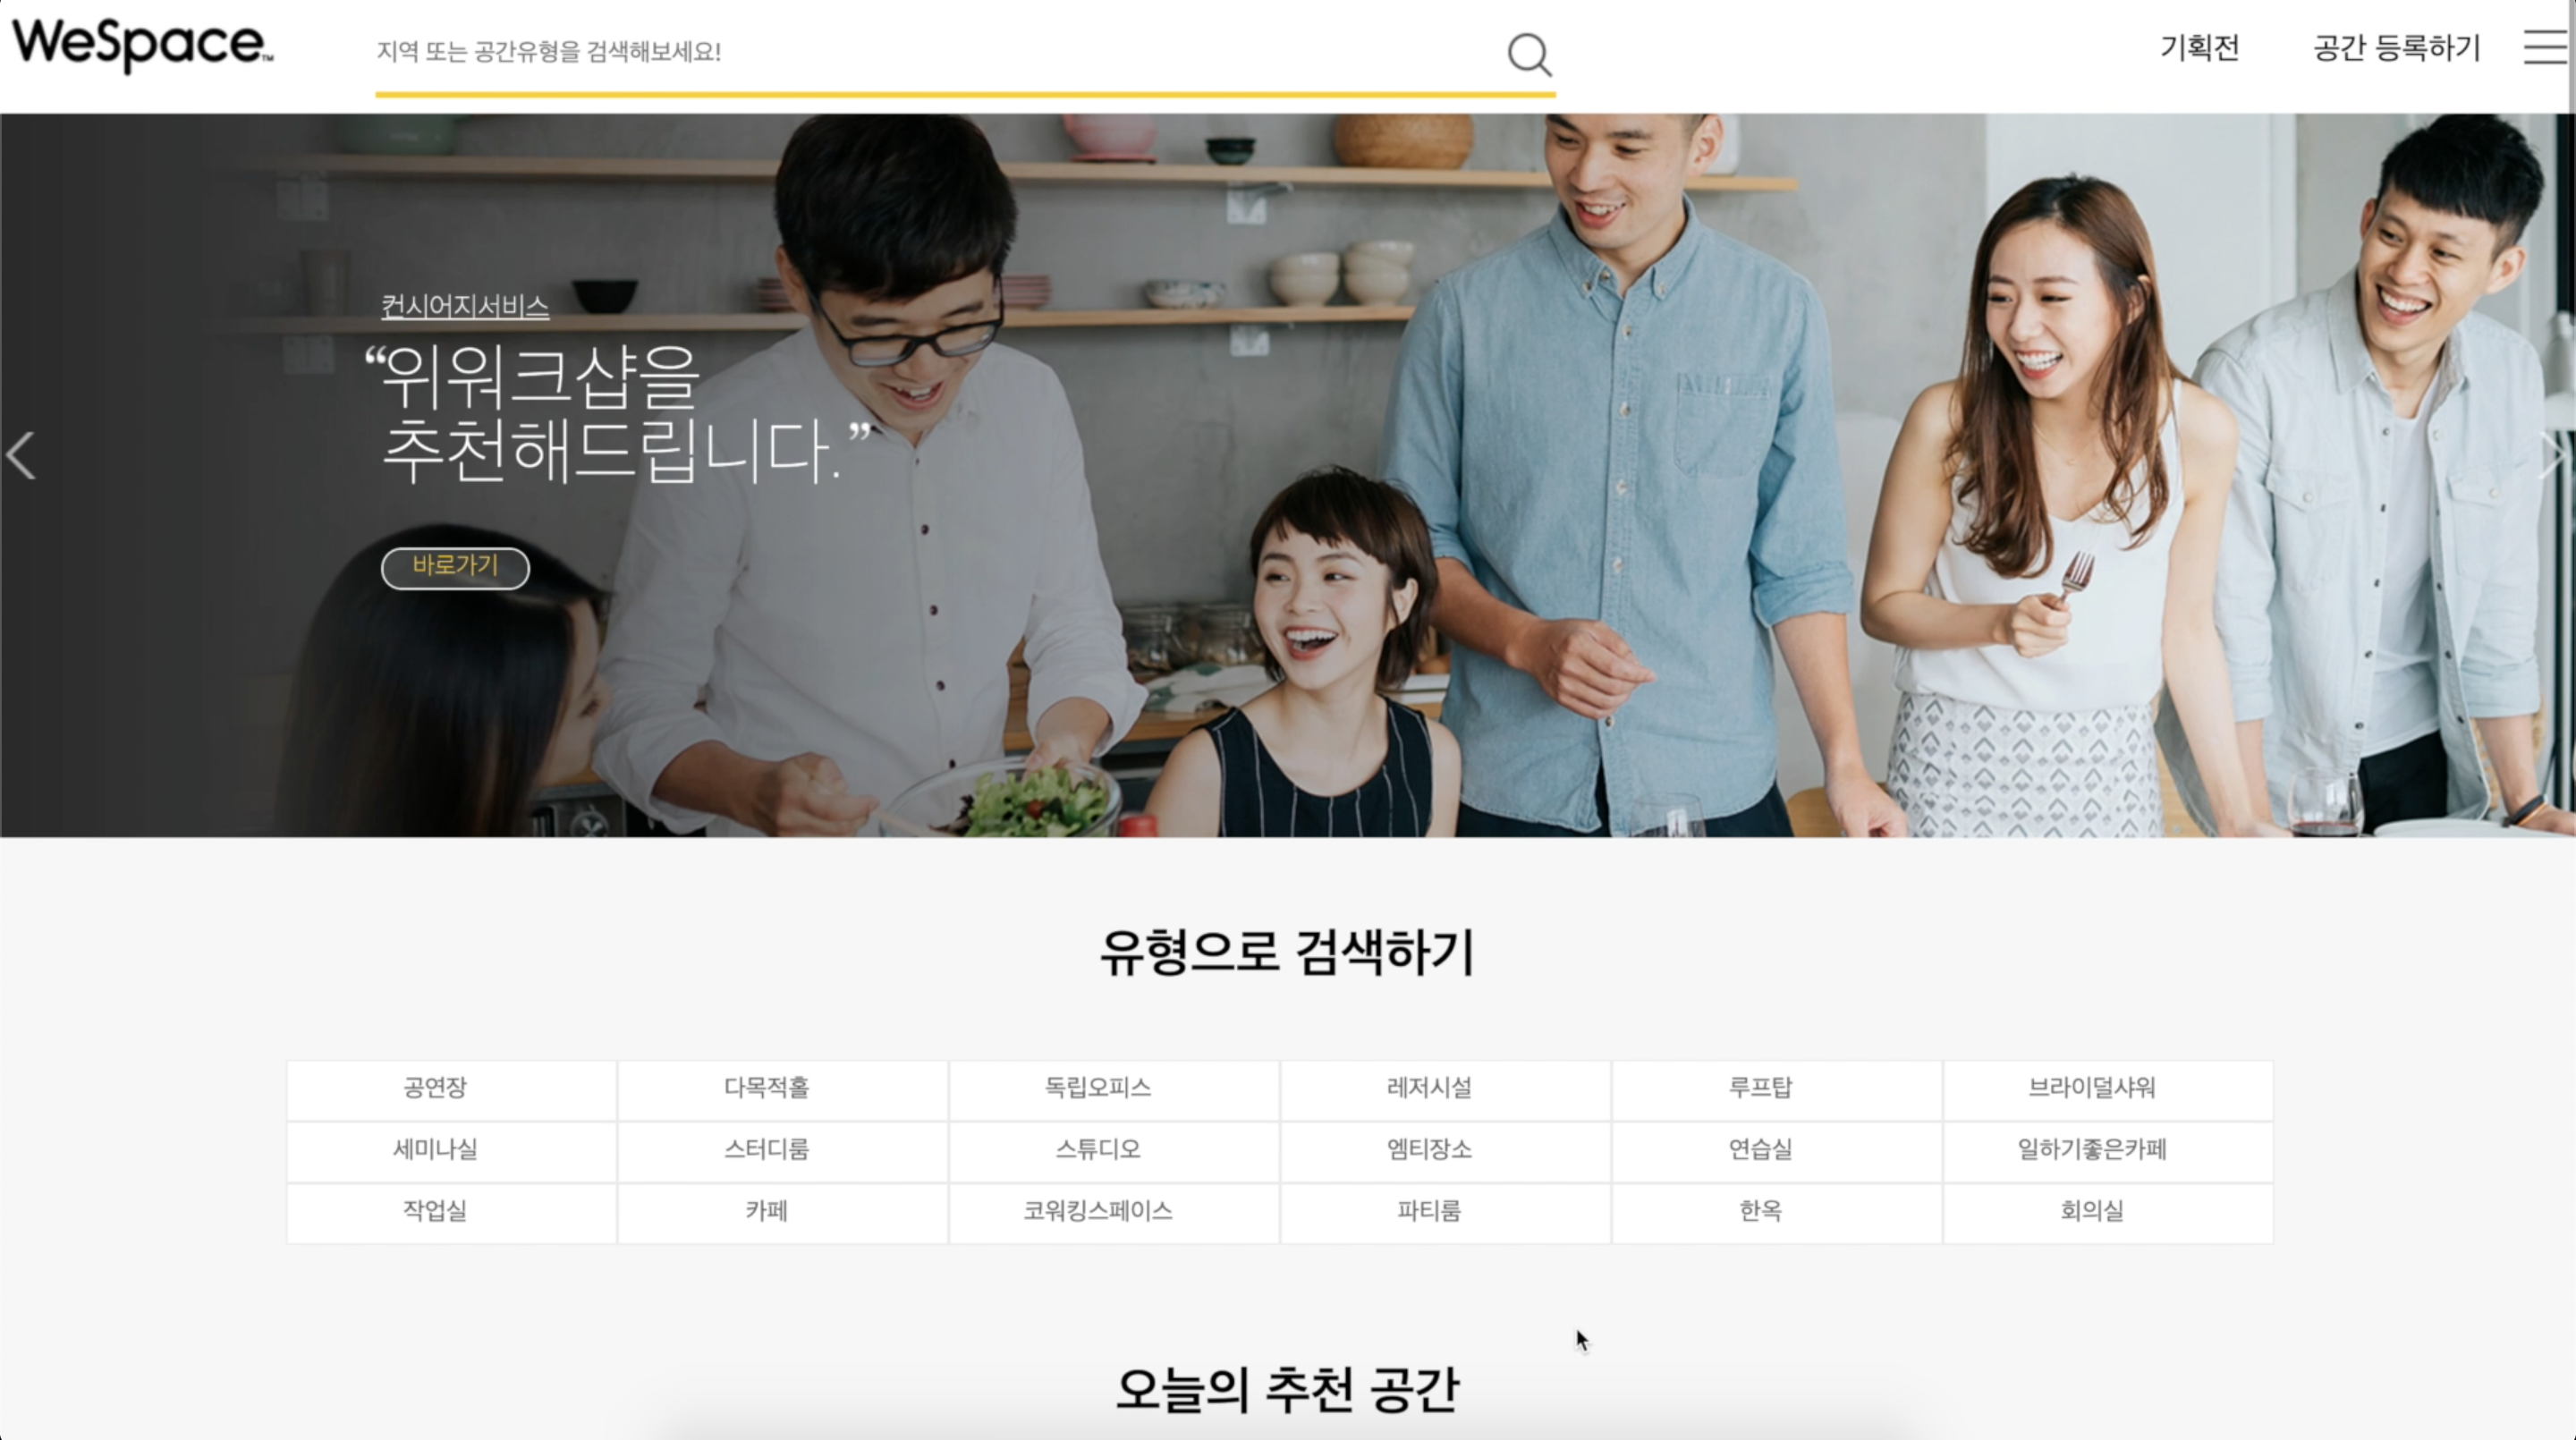 WeSpace™
지역 또는 공간유형을 검색해보세요!
기획전
공간 등록하기
컨시어지서비스
“위워크샵을
추천해드립니다.”
바로가기
유형으로 검색하기
공연장 다목적홀 독립오피스 레저시설 루프탑 브라이덜샤워
세미나실 스터디룸 스튜디오 엠티장소 연습실 일하기좋은카페
작업실 카페 코워킹스페이스 파티룸 한옥 회의실
오늘의 추천 공간